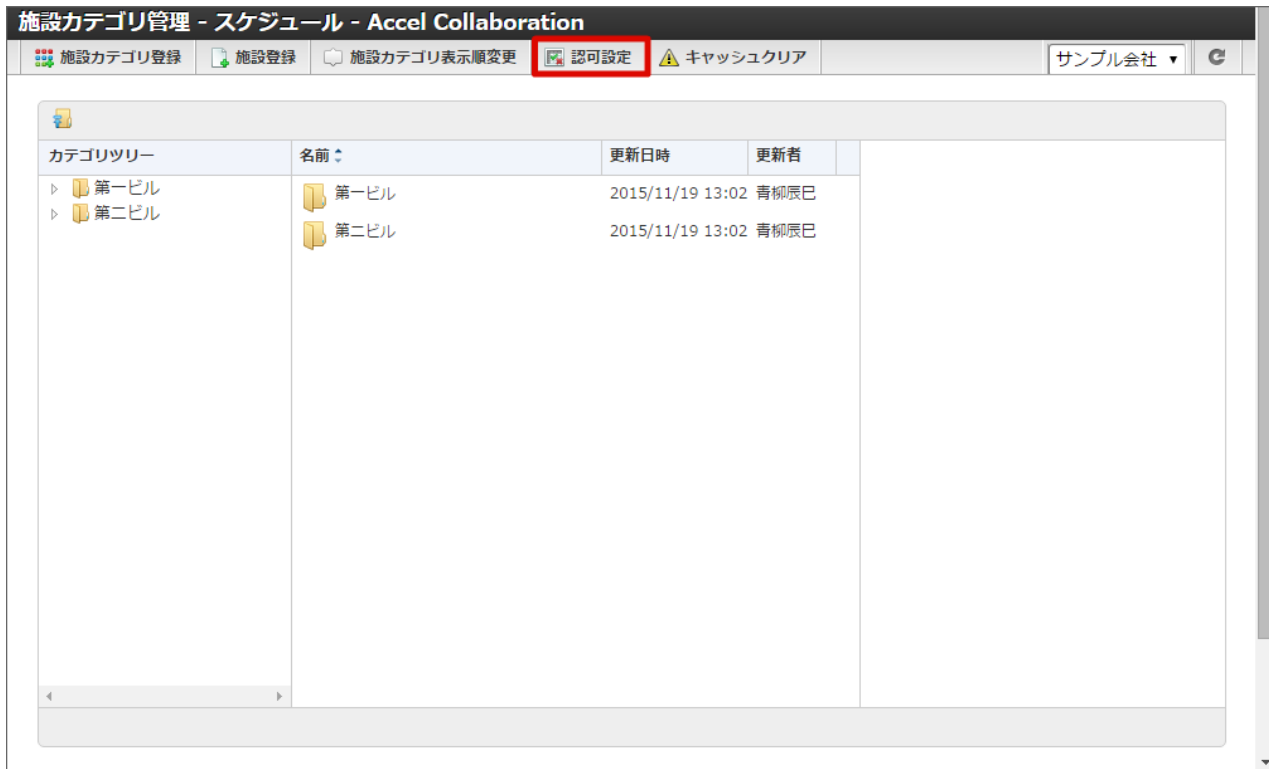 施設カテゴリ管理 - スケジュール - Accel Collaboration
施設カテゴリ登録 施設登録 施設カテゴリ表示順変更 認可設定 キャッシュクリア サンプル会社
カテゴリツリー 名前 更新日時 更新者
第一ビル 第一ビル 2015/11/19 13:02 青柳辰巳
第二ビル 第二ビル 2015/11/19 13:02 青柳辰巳